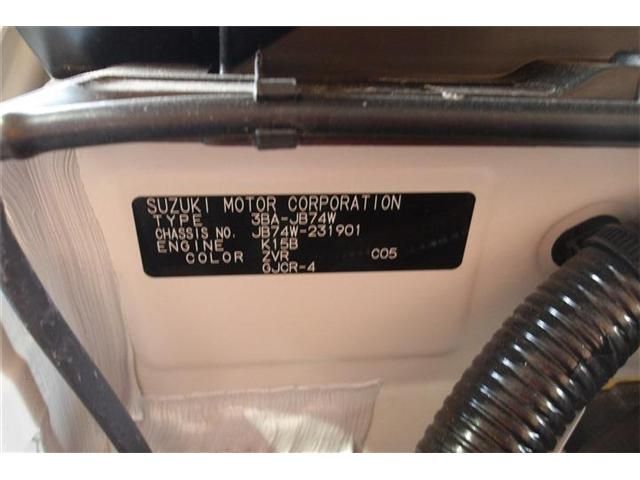 SUZUKI MOTOR CORPORATION
TYPE 3BA-JB74W
CHASSIS NO. JB74W-231901
ENGINE K15B
COLOR ZVR C05
GJCR-4